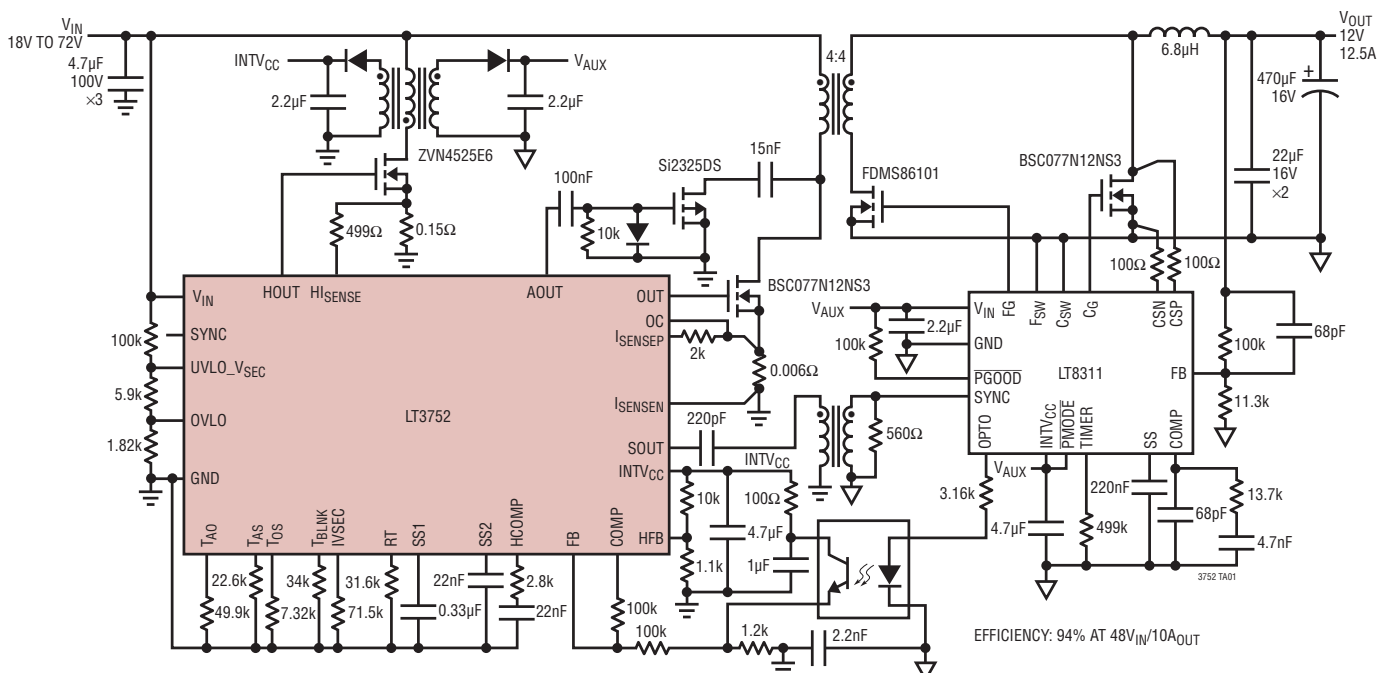 VIN
18V TO 72V
4.7µF
100V
×3
INTVCC
2.2µF
VAUX
2.2µF
ZVN4525E6
499Ω
0.15Ω
100nF
10k
Si2325DS
15nF
4:4
FDMS86101
BSC077N12NS3
6.8µH
VOUT
12V
12.5A
470µF
16V
+
22µF
16V
×2
100Ω
100Ω
BSC077N12NS3
100k
5.9k
1.82k
VIN
SYNC
UVLO_VSEC
OVLO
GND
HOUT
HISENSE
AOUT
OUT
OC
ISENSEP
ISENSEN
SOUT
INTVCC
HFB
LT3752
TAO
TAS
TOS
TBLNK
IVSEC
RT
SS1
SS2
HCOMP
FB
COMP
2k
0.006Ω
220pF
560Ω
VAUX
2.2µF
100k
VIN
GND
PGOOD
SYNC
LT8311
FG
FSW
CSW
CG
CSN
CSP
FB
OPTO
INTVCC
PMODE
TIMER
SS
COMP
100k
68pF
11.3k
INTVCC
10k
1.1k
4.7µF
100Ω
1µF
3.16k
VAUX
4.7µF
499k
220nF
68pF
13.7k
4.7nF
3752 TA01
49.9k
22.6k
7.32k
34k
71.5k
31.6k
0.33µF
22nF
2.8k
22nF
100k
100k
1.2k
2.2nF
EFFICIENCY: 94% AT 48VIN/10AOUT